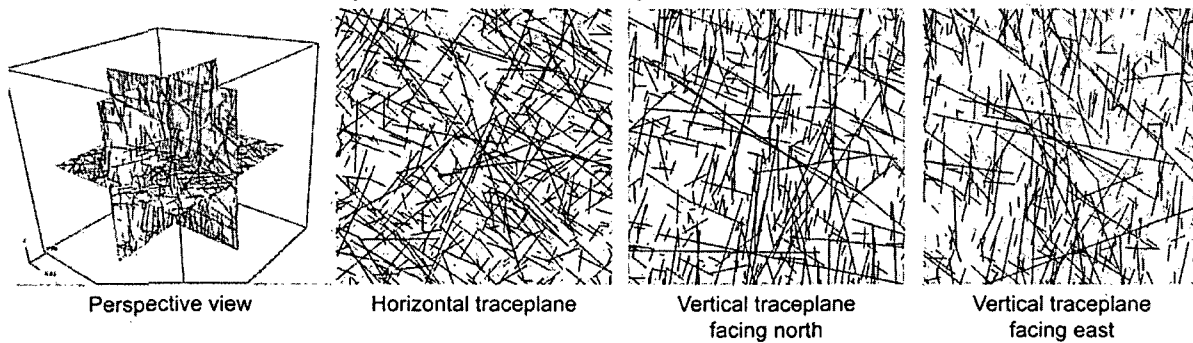 Perspective view
Horizontal traceplane
Vertical traceplane
facing north
Vertical traceplane
facing east